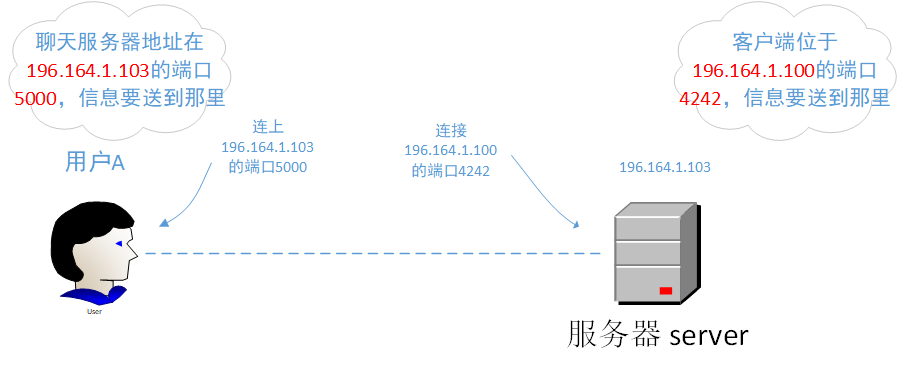 聊天服务器地址在
196.164.1.103的端口
5000，信息要送到那里
客户端位于
196.164.1.100的端口
4242，信息要送到那里
连上
196.164.1.103
的端口5000
连接
196.164.1.100
的端口4242
用户A
196.164.1.103
User
服务器 server